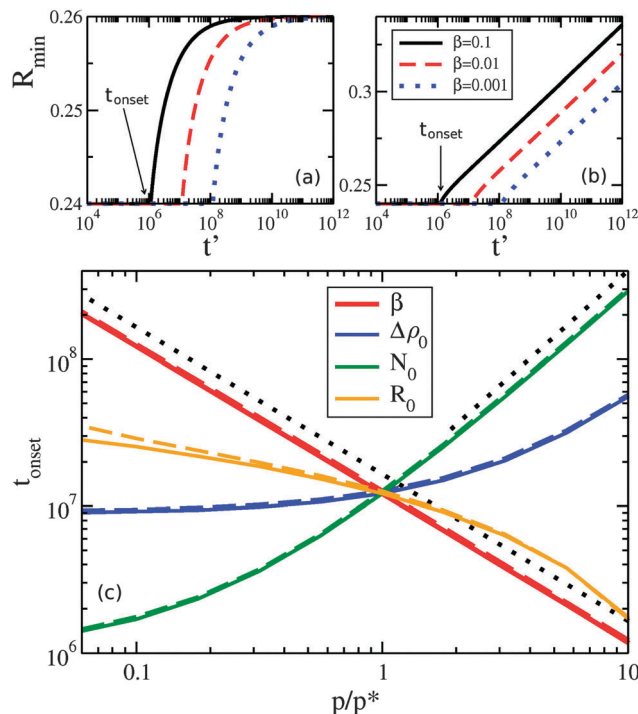 0.26
0.25
0.24
R_min
t_onset
(a)
10^4 10^6 10^8 10^10 10^12
t'
0.3
0.24
β=0.1
β=0.01
β=0.001
t_onset
(b)
10^4 10^6 10^8 10^10 10^12
t'
10^8
10^7
10^6
t_onset
β
Δρ_0
N_0
R_0
(c)
0.1 1 10
p/p*